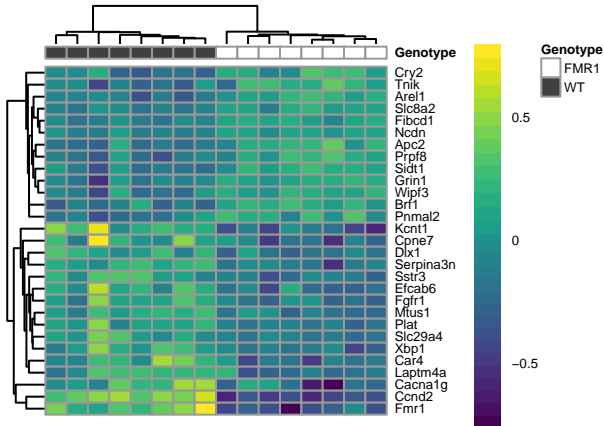 Genotype
Genotype
FMR1
WT
Cry2
Tnik
Arel1
Slc8a2
Fibcd1
Ncdn
Apc2
Prpf8
Sidt1
Grin1
Wipf3
Brf1
Pnmal2
Kcnt1
Cpne7
Dlx1
Serpina3n
Sstr3
Efcab6
Fgfr1
Mtus1
Plat
Slc29a4
Xbp1
Car4
Laptm4a
Cacna1g
Ccnd2
Fmr1
0.5
0
−0.5